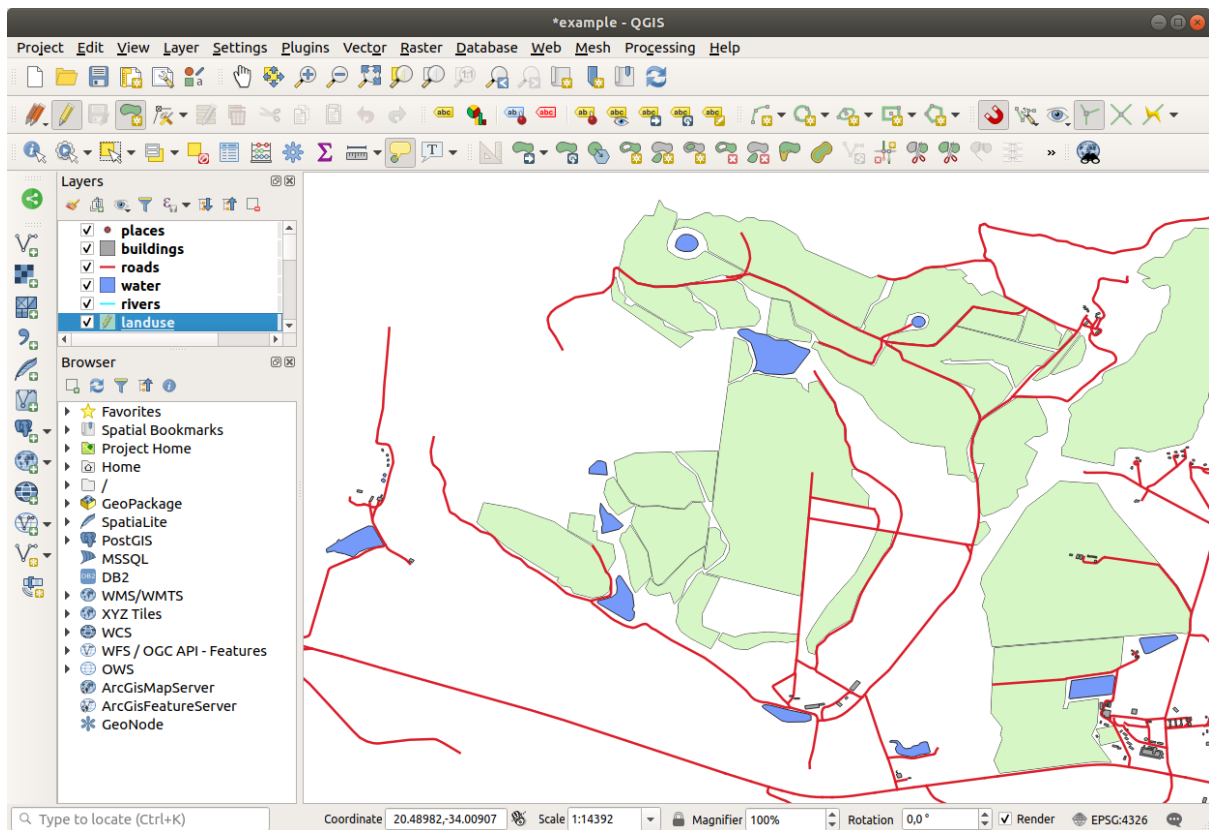 *example - QGIS
Project Edit View Layer Settings Plugins Vector Raster Database Web Mesh Processing Help
Layers
places
buildings
roads
water
rivers
landuse
Browser
Favorites
Spatial Bookmarks
Project Home
Home
/
GeoPackage
SpatiaLite
PostGIS
MSSQL
DB2
WMS/WMTS
XYZ Tiles
WCS
WFS / OGC API - Features
OWS
ArcGisMapServer
ArcGisFeatureServer
GeoNode
Type to locate (Ctrl+K) Coordinate 20.48982,-34.00907 Scale 1:14392 Magnifier 100% Rotation 0,0 ° Render EPSG:4326